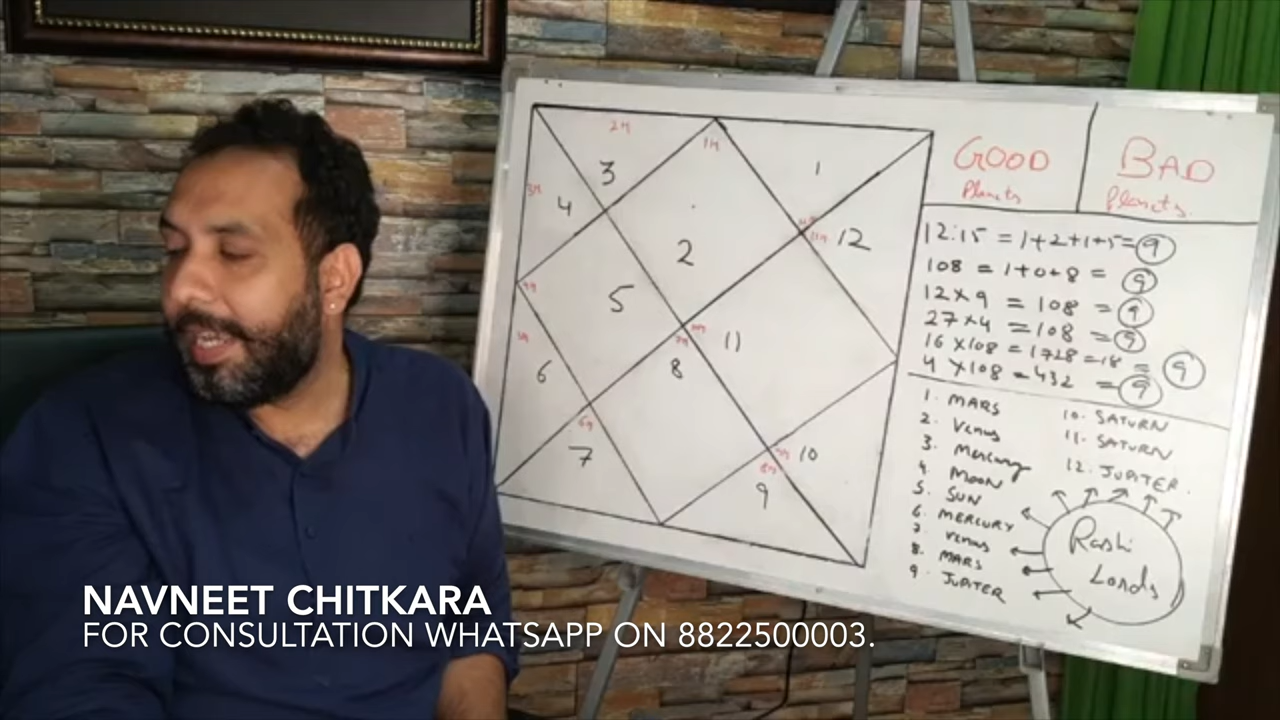 2H
1H
3
1
3H
4
12
2
5
11
8
6
6H
7
10
9
GOOD
Planets
BAD
Planets.
12:15 = 1+2+1+5= 9
108 = 1+0+8 = 9
12×9 = 108 = 9
27×4 = 108 = 9
16×108 = 1728 = 18 = 9
4×108 = 432 = 9
1. MARS
2. Venus
3. Mercury
4. MOON
5. SUN
6. MERCURY
7. Venus
8. MARS
9. JUPITER
10. SATURN
11. SATURN
12. JUPITER.
Rashi
Lords
NAVNEET CHITKARA
FOR CONSULTATION WHATSAPP ON 8822500003.